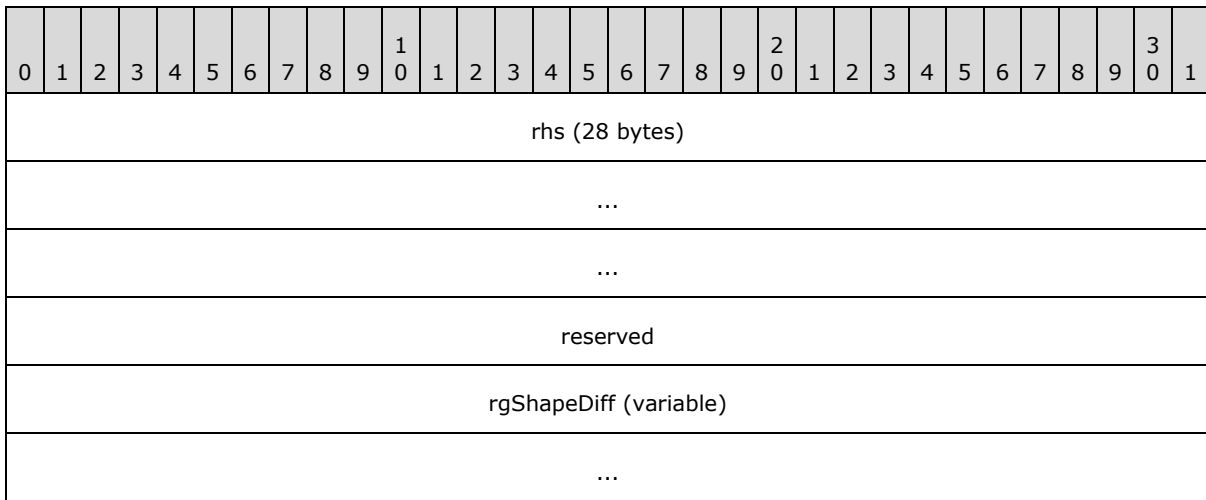 1 2 3
0 1 2 3 4 5 6 7 8 9 0 1 2 3 4 5 6 7 8 9 0 1 2 3 4 5 6 7 8 9 0 1
rhs (28 bytes)
...
...
reserved
rgShapeDiff (variable)
...